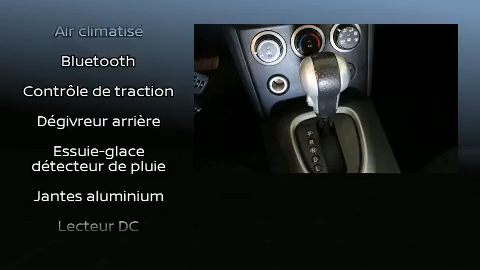 Air climatisé
Bluetooth
Contrôle de traction
Dégivreur arrière
Essuie-glace
détecteur de pluie
Jantes aluminium
Lecteur DC
P
R
N
D
L